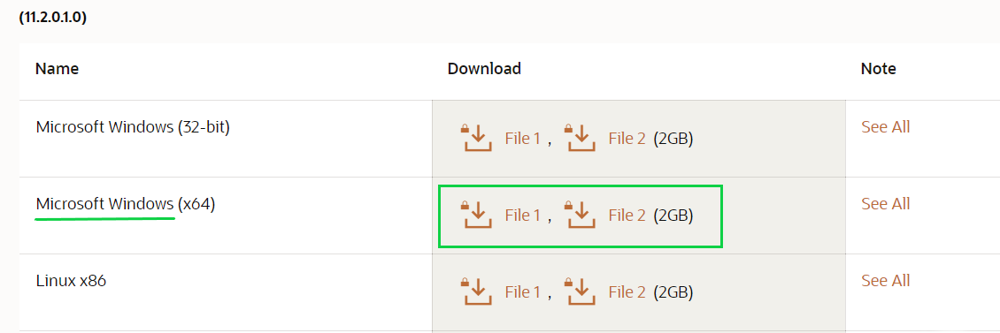 (11.2.0.1.0)
Name Download Note
Microsoft Windows (32-bit) File 1 , File 2 (2GB) See All
Microsoft Windows (x64) File 1 , File 2 (2GB) See All
Linux x86 File 1 , File 2 (2GB) See All